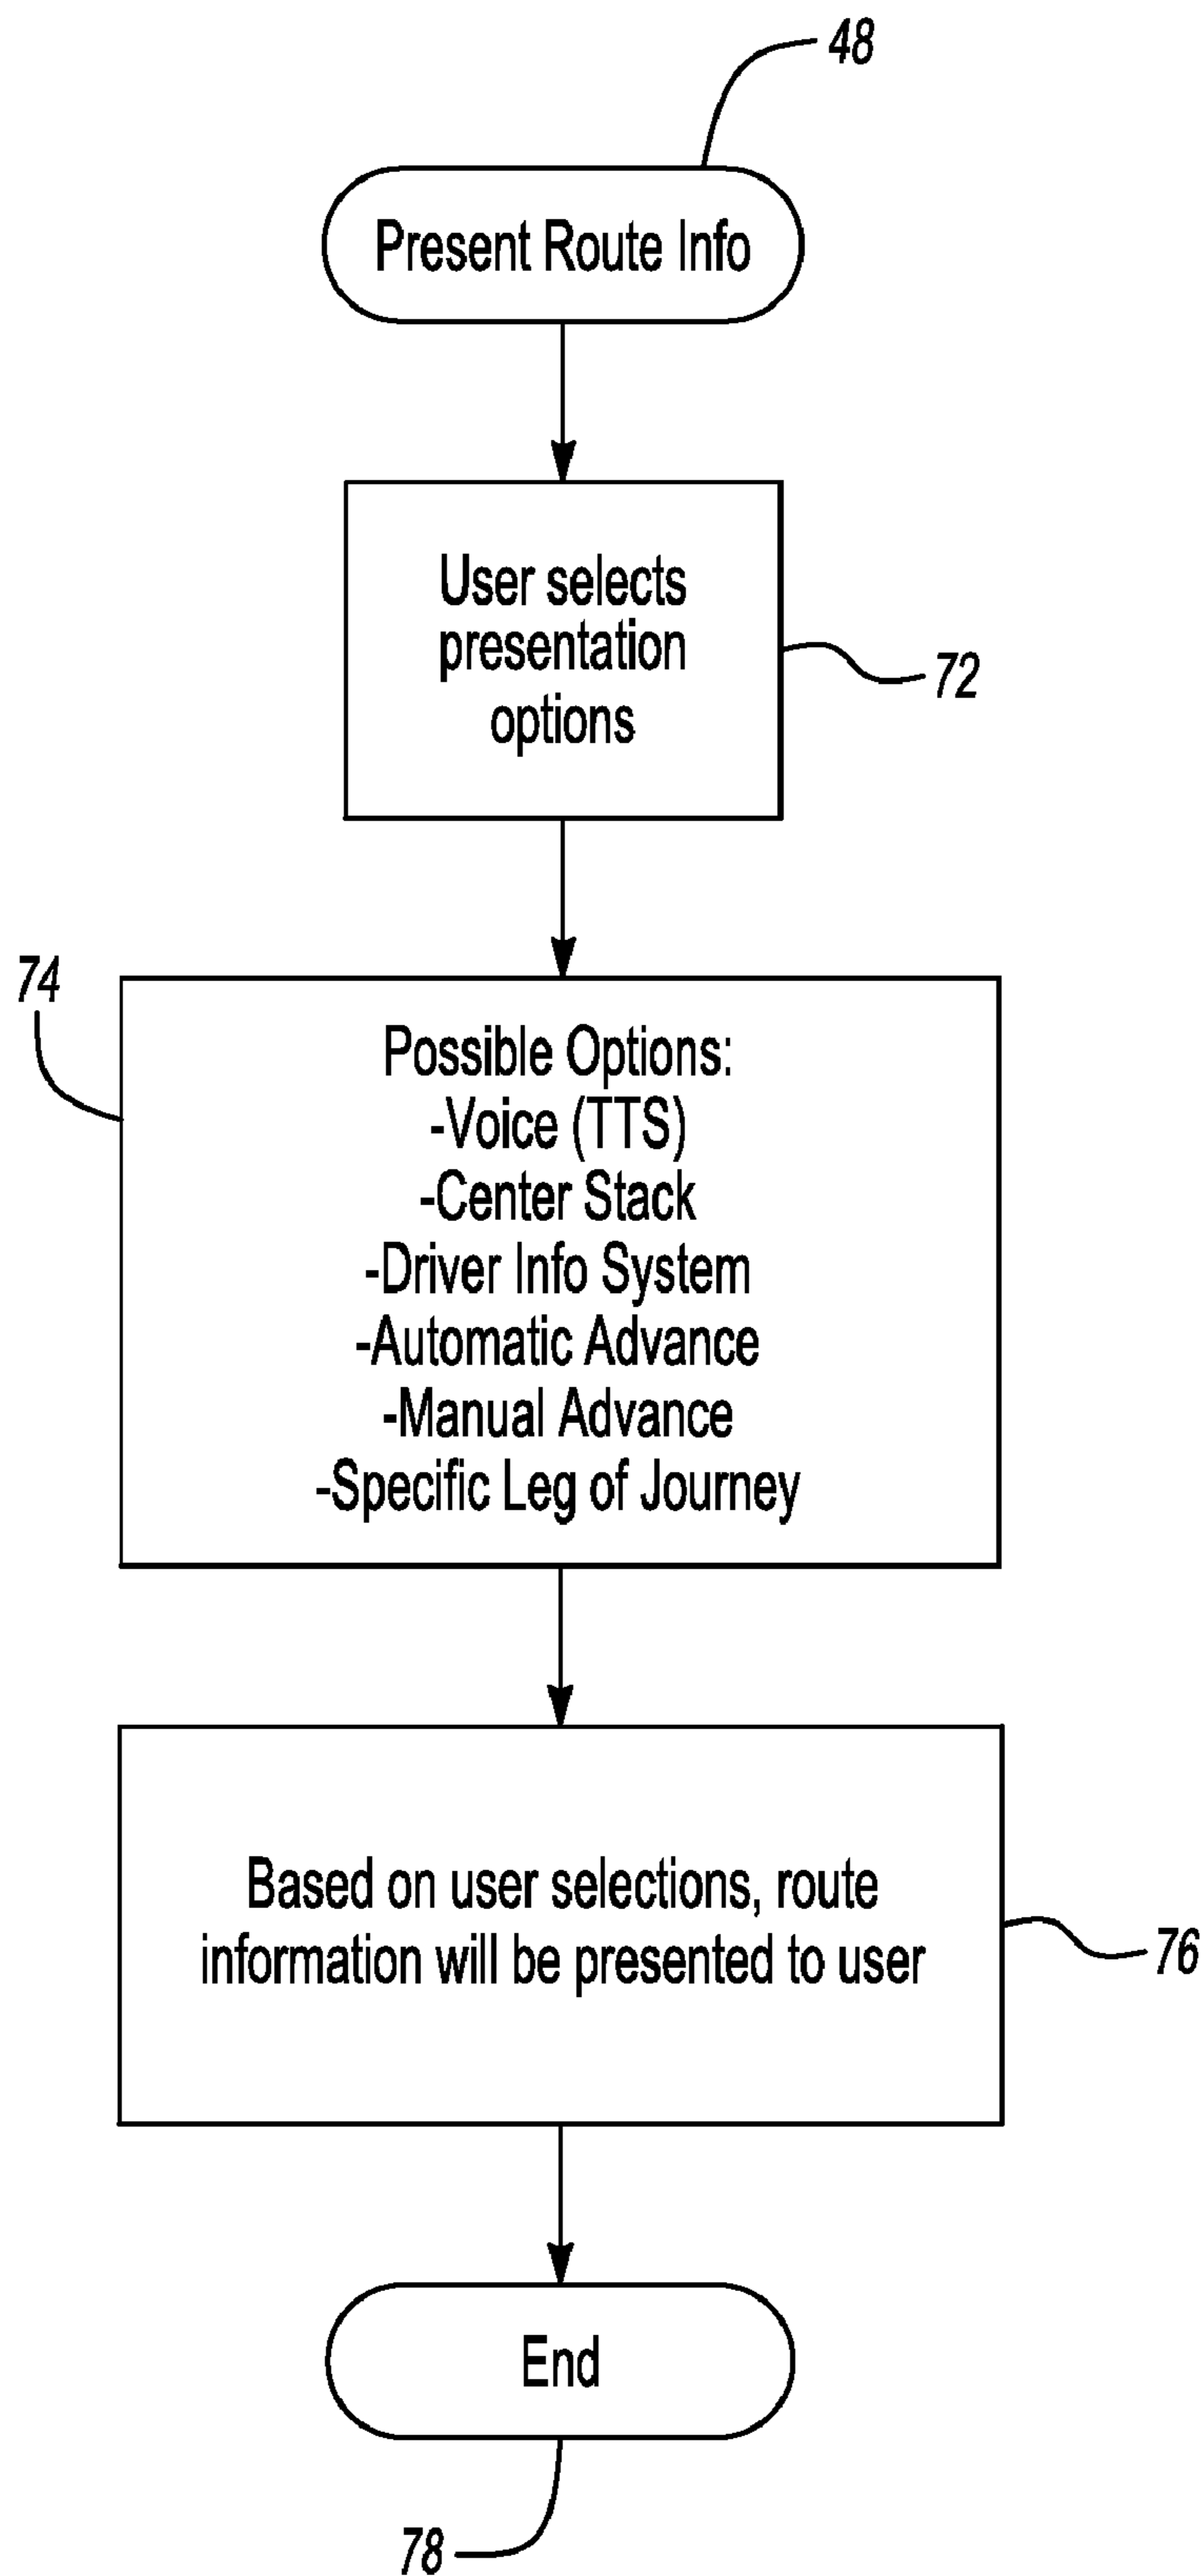 48
Present Route Info
User selects
presentation
options
72
74
Possible Options:
-Voice (TTS)
-Center Stack
-Driver Info System
-Automatic Advance
-Manual Advance
-Specific Leg of Journey
Based on user selections, route
information will be presented to user
76
End
78